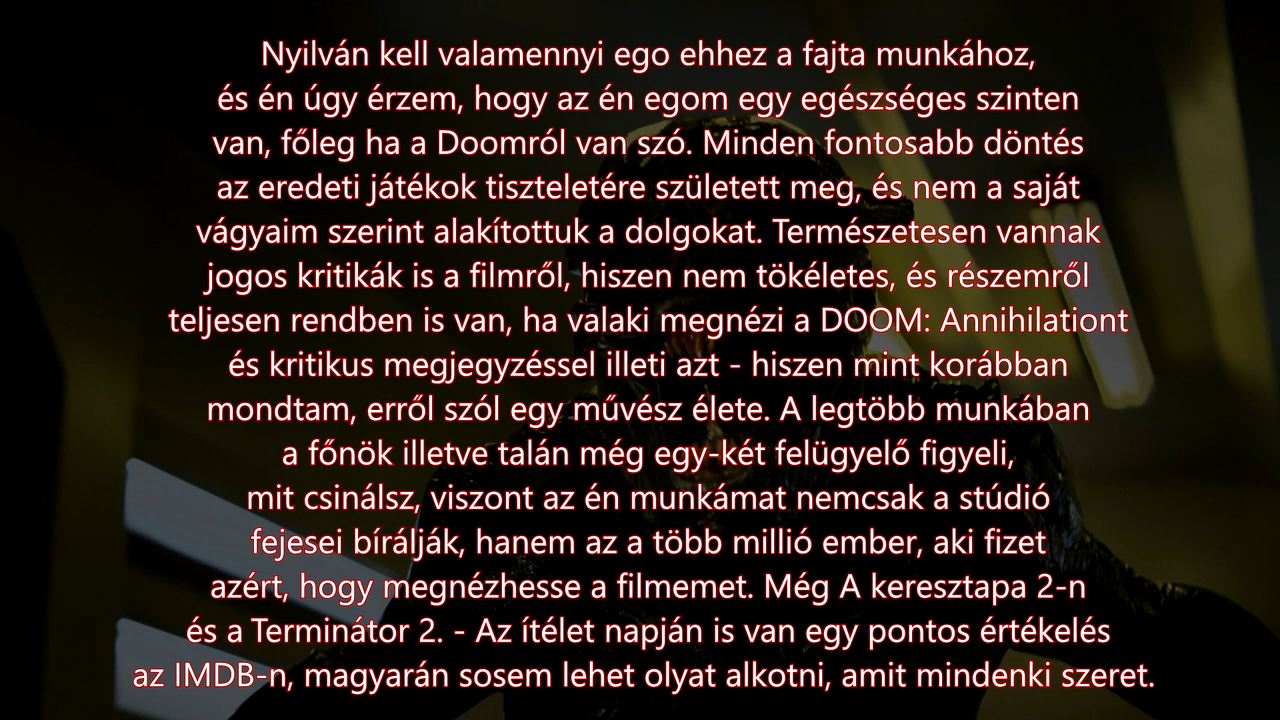 Nyilván kell valamennyi ego ehhez a fajta munkához,
és én úgy érzem, hogy az én egom egy egészséges szinten
van, főleg ha a Doomról van szó. Minden fontosabb döntés
az eredeti játékok tiszteletére született meg, és nem a saját
vágyaim szerint alakítottuk a dolgokat. Természetesen vannak
jogos kritikák is a filmről, hiszen nem tökéletes, és részemről
teljesen rendben is van, ha valaki megnézi a DOOM: Annihilationt
és kritikus megjegyzéssel illeti azt - hiszen mint korábban
mondtam, erről szól egy művész élete. A legtöbb munkában
a főnök illetve talán még egy-két felügyelő figyeli,
mit csinálsz, viszont az én munkámat nemcsak a stúdió
fejesei bírálják, hanem az a több millió ember, aki fizet
azért, hogy megnézhesse a filmemet. Még A keresztapa 2-n
és a Terminátor 2. - Az ítélet napján is van egy pontos értékelés
az IMDB-n, magyarán sosem lehet olyat alkotni, amit mindenki szeret.